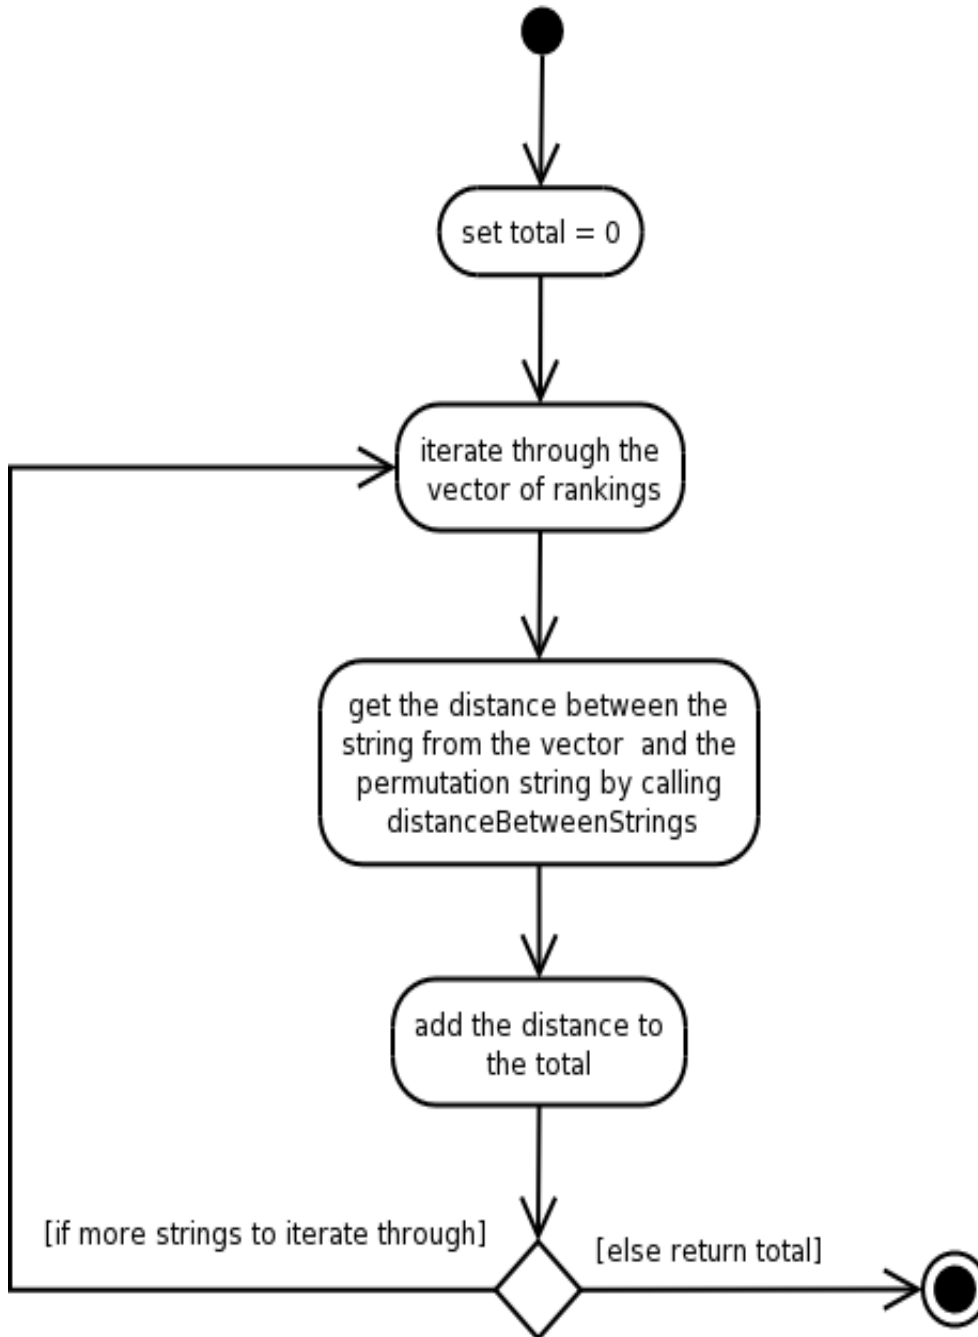 set total = 0
iterate through the
vector of rankings
get the distance between the
string from the vector  and the
permutation string by calling
distanceBetweenStrings
add the distance to
the total
[if more strings to iterate through]
[else return total]